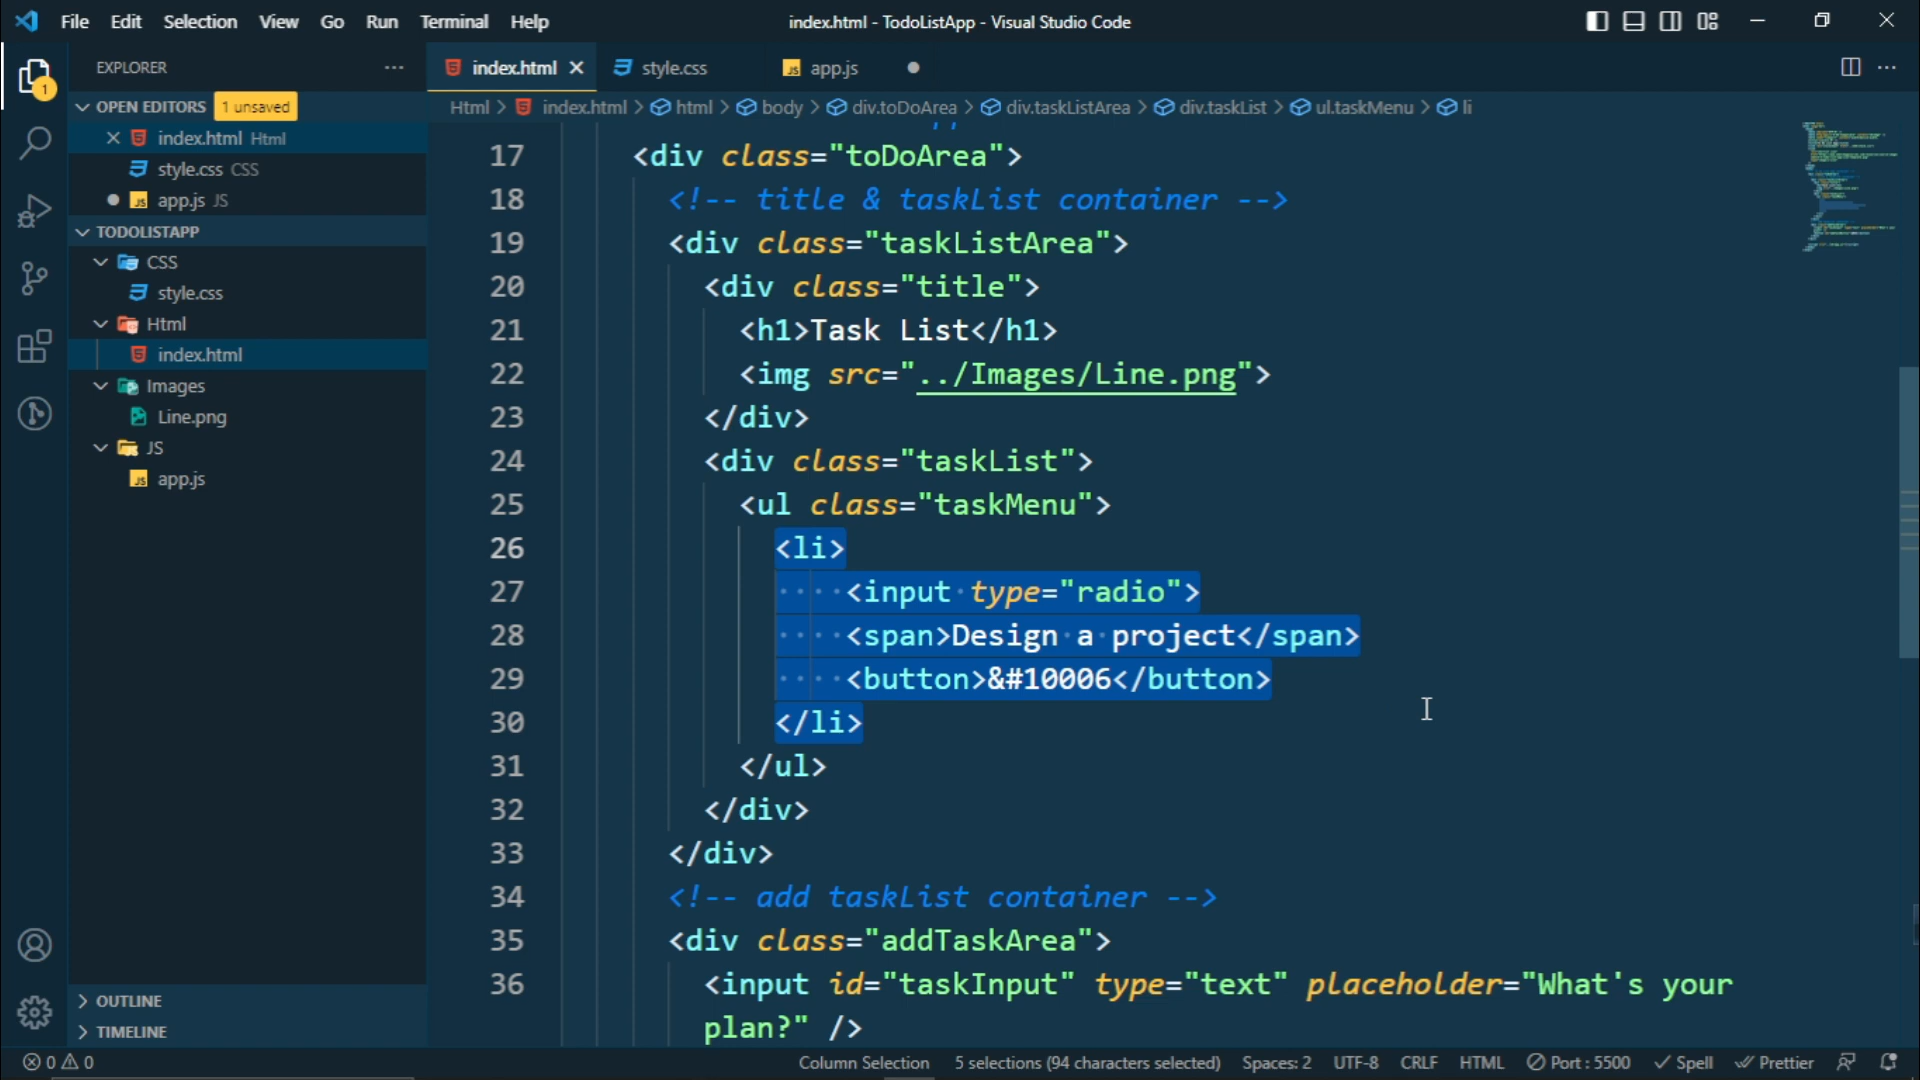 File Edit Selection View Go Run Terminal Help
index.html - TodoListApp - Visual Studio Code
EXPLORER
1
OPEN EDITORS 1 unsaved
index.html Html
style.css CSS
app.js JS
TODOLISTAPP
CSS
style.css
Html
index.html
Images
Line.png
JS
app.js
OUTLINE
TIMELINE
index.html style.css app.js
Html > index.html > html > body > div.toDoArea > div.taskListArea > div.taskList > ul.taskMenu > li
17 <div class="toDoArea">
18 <!-- title & taskList container -->
19 <div class="taskListArea">
20 <div class="title">
21 <h1>Task List</h1>
22 <img src="../Images/Line.png">
23 </div>
24 <div class="taskList">
25 <ul class="taskMenu">
26 <li>
27 <input type="radio">
28 <span>Design a project</span>
29 <button>&#10006</button>
30 </li>
31 </ul>
32 </div>
33 </div>
34 <!-- add taskList container -->
35 <div class="addTaskArea">
36 <input id="taskInput" type="text" placeholder="What's your
plan?" />
0 0 Column Selection 5 selections (94 characters selected) Spaces: 2 UTF-8 CRLF HTML Port : 5500 Spell Prettier